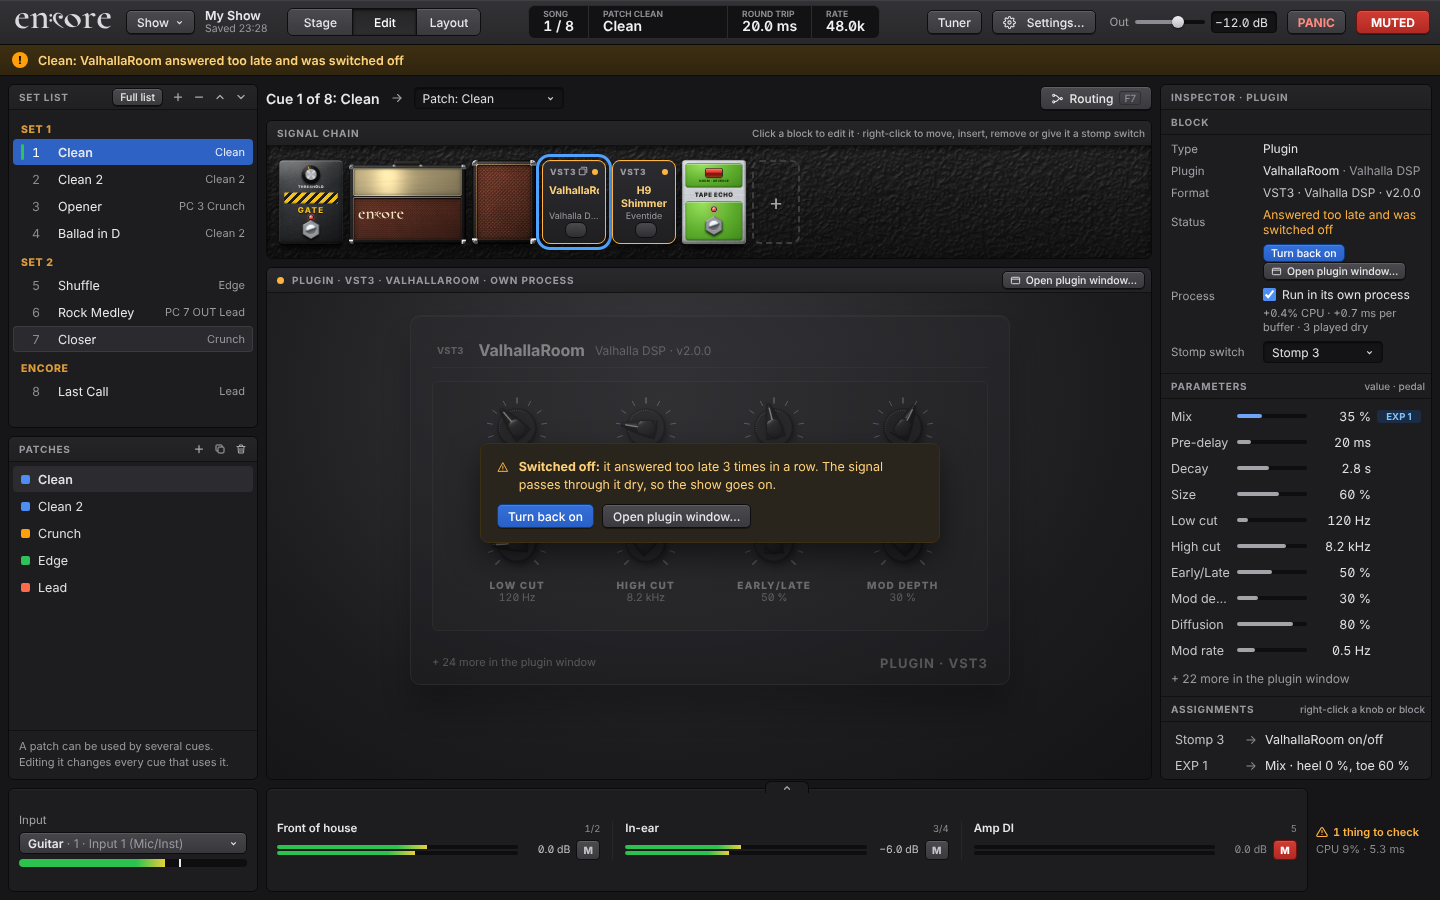 encore
Show
My Show
Saved 23:28
Stage
Edit
Layout
SONG
1 / 8
PATCH CLEAN
Clean
ROUND TRIP
20.0 ms
RATE
48.0k
Tuner
Settings...
Out
−12.0 dB
PANIC
MUTED
Clean: ValhallaRoom answered too late and was switched off
SET LIST
Full list
SET 1
1 Clean Clean
2 Clean 2 Clean 2
3 Opener PC 3 Crunch
4 Ballad in D Clean 2
SET 2
5 Shuffle Edge
6 Rock Medley PC 7 OUT Lead
7 Closer Crunch
ENCORE
8 Last Call Lead
PATCHES
Clean
Clean 2
Crunch
Edge
Lead
A patch can be used by several cues.
Editing it changes every cue that uses it.
Cue 1 of 8: Clean
Patch: Clean
Routing F7
SIGNAL CHAIN
Click a block to edit it · right-click to move, insert, remove or give it a stomp switch
THRESHOLD
GATE
encore
VST3
ValhallaRo
Valhalla D...
VST3
H9
Shimmer
Eventide
TAPE ECHO
PLUGIN · VST3 · VALHALLAROOM · OWN PROCESS
Open plugin window...
VST3 ValhallaRoom Valhalla DSP · v2.0.0
Switched off: it answered too late 3 times in a row. The signal
passes through it dry, so the show goes on.
Turn back on
Open plugin window...
LOW CUT
120 Hz
HIGH CUT
8.2 kHz
EARLY/LATE
50 %
MOD DEPTH
30 %
+ 24 more in the plugin window
PLUGIN · VST3
INSPECTOR · PLUGIN
BLOCK
Type Plugin
Plugin ValhallaRoom · Valhalla DSP
Format VST3 · Valhalla DSP · v2.0.0
Status Answered too late and was
switched off
Turn back on
Open plugin window...
Process Run in its own process
+0.4% CPU · +0.7 ms per
buffer · 3 played dry
Stomp switch Stomp 3
PARAMETERS value · pedal
Mix 35 % EXP 1
Pre-delay 20 ms
Decay 2.8 s
Size 60 %
Low cut 120 Hz
High cut 8.2 kHz
Early/Late 50 %
Mod de... 30 %
Diffusion 80 %
Mod rate 0.5 Hz
+ 22 more in the plugin window
ASSIGNMENTS right-click a knob or block
Stomp 3 → ValhallaRoom on/off
EXP 1 → Mix · heel 0 %, toe 60 %
Input
Guitar · 1 · Input 1 (Mic/Inst)
Front of house 1/2
0.0 dB M
In-ear 3/4
−6.0 dB M
Amp DI 5
0.0 dB M
1 thing to check
CPU 9% · 5.3 ms